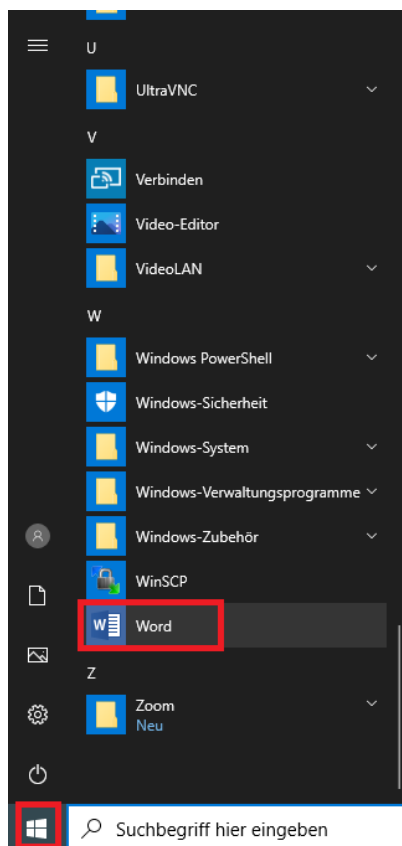 U
UltraVNC
V
Verbinden
Video-Editor
VideoLAN
W
Windows PowerShell
Windows-Sicherheit
Windows-System
Windows-Verwaltungsprogramme
Windows-Zubehör
WinSCP
W Word
Z
Zoom
Neu
Suchbegriff hier eingeben